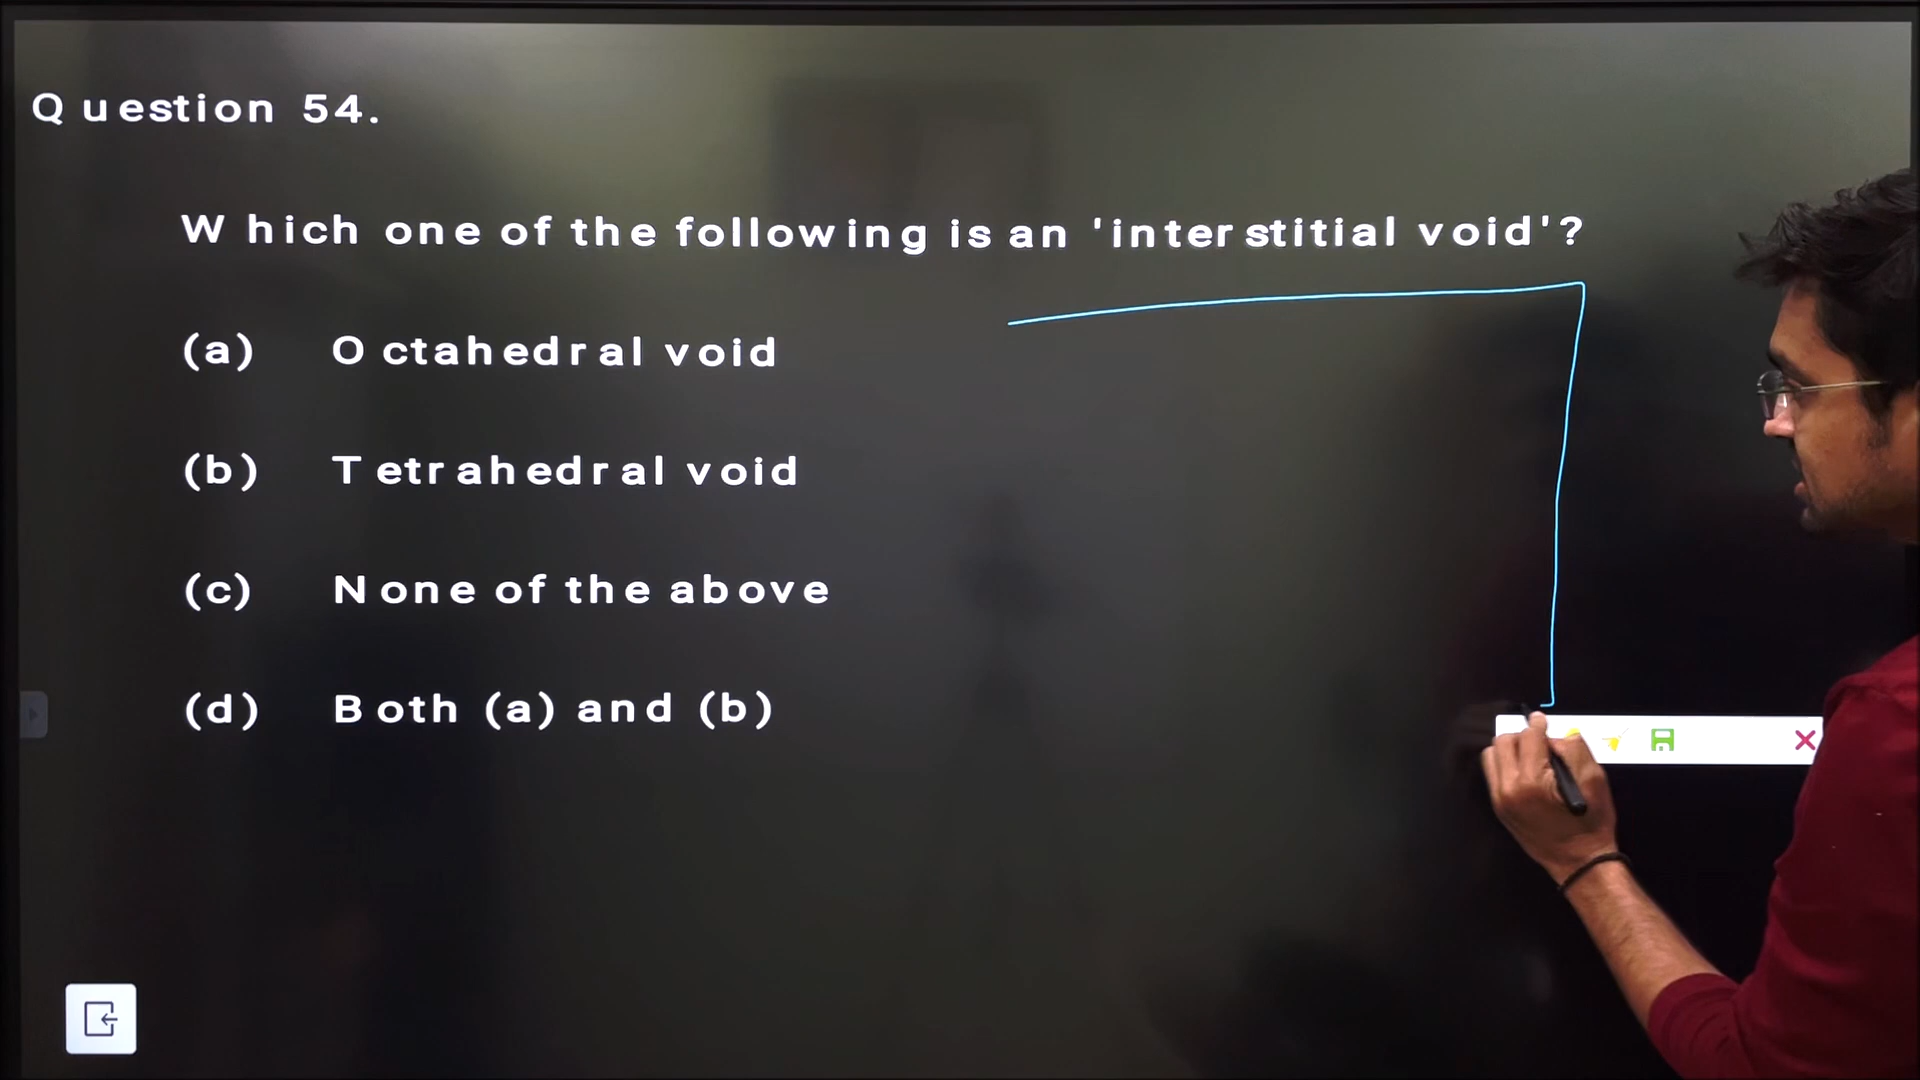 Question 54.
Which one of the following is an 'interstitial void'?
(a) Octahedral void
(b) Tetrahedral void
(c) None of the above
(d) Both (a) and (b)